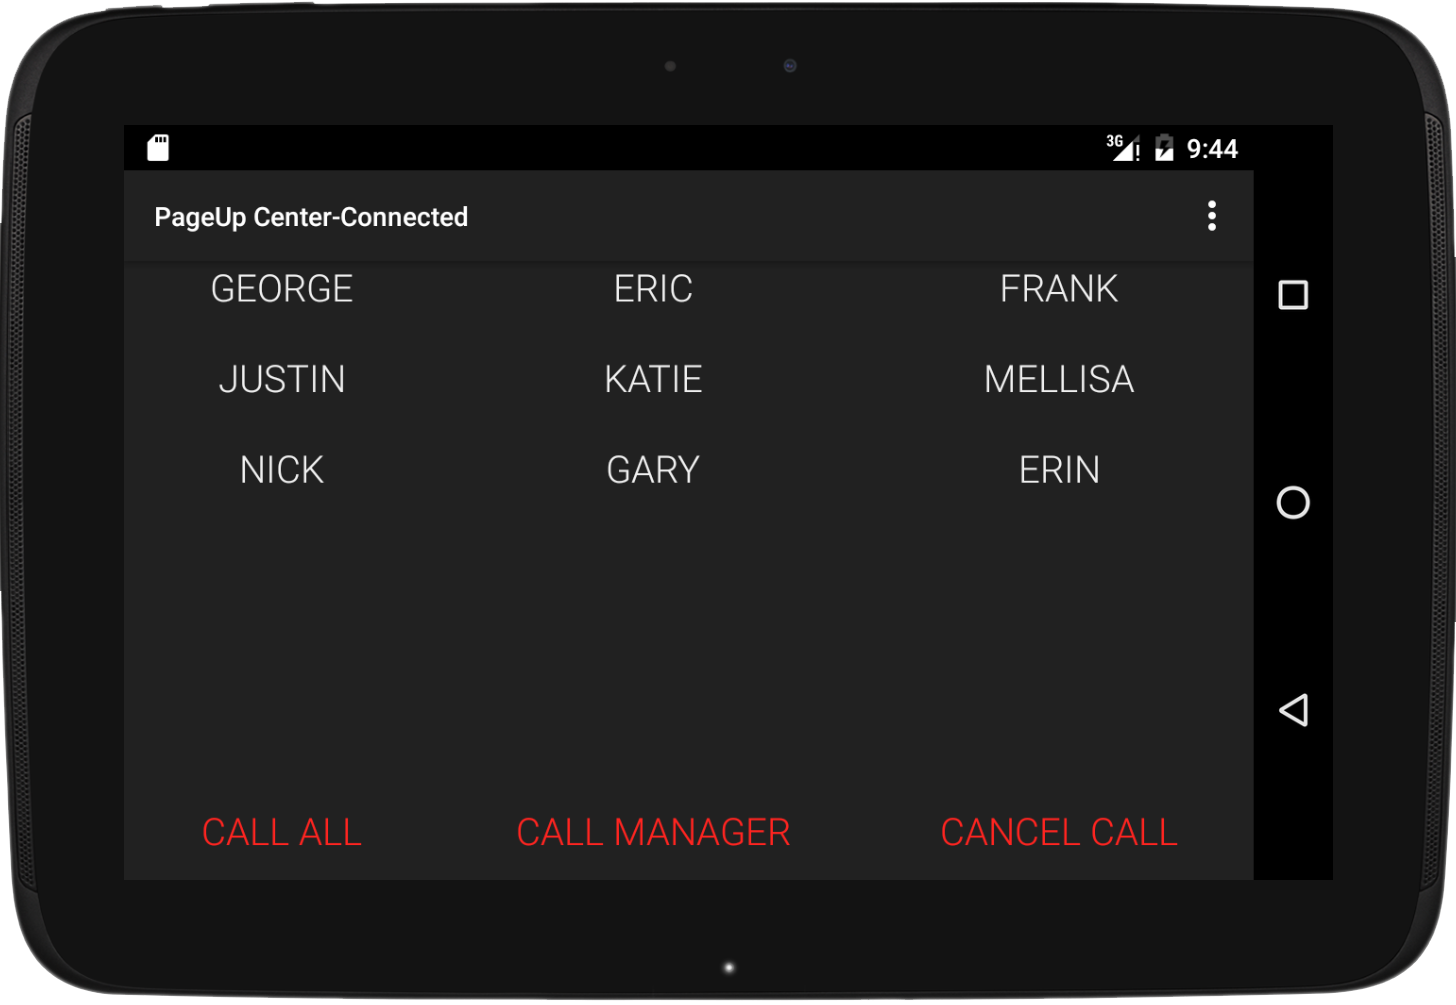 3G 9:44
PageUp Center-Connected
GEORGE ERIC FRANK
JUSTIN KATIE MELLISA
NICK GARY ERIN
CALL ALL CALL MANAGER CANCEL CALL